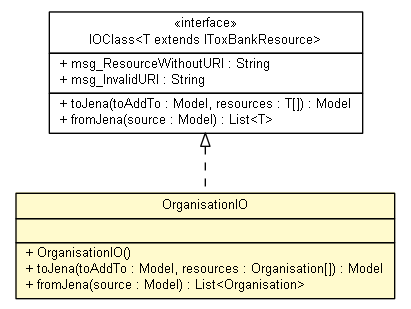 «interface»
IOClass<T extends IToxBankResource>
+ msg_ResourceWithoutURI : String
+ msg_InvalidURI : String
+ toJena(toAddTo : Model, resources : T[]) : Model
+ fromJena(source : Model) : List<T>
OrganisationIO
+ OrganisationIO()
+ toJena(toAddTo : Model, resources : Organisation[]) : Model
+ fromJena(source : Model) : List<Organisation>